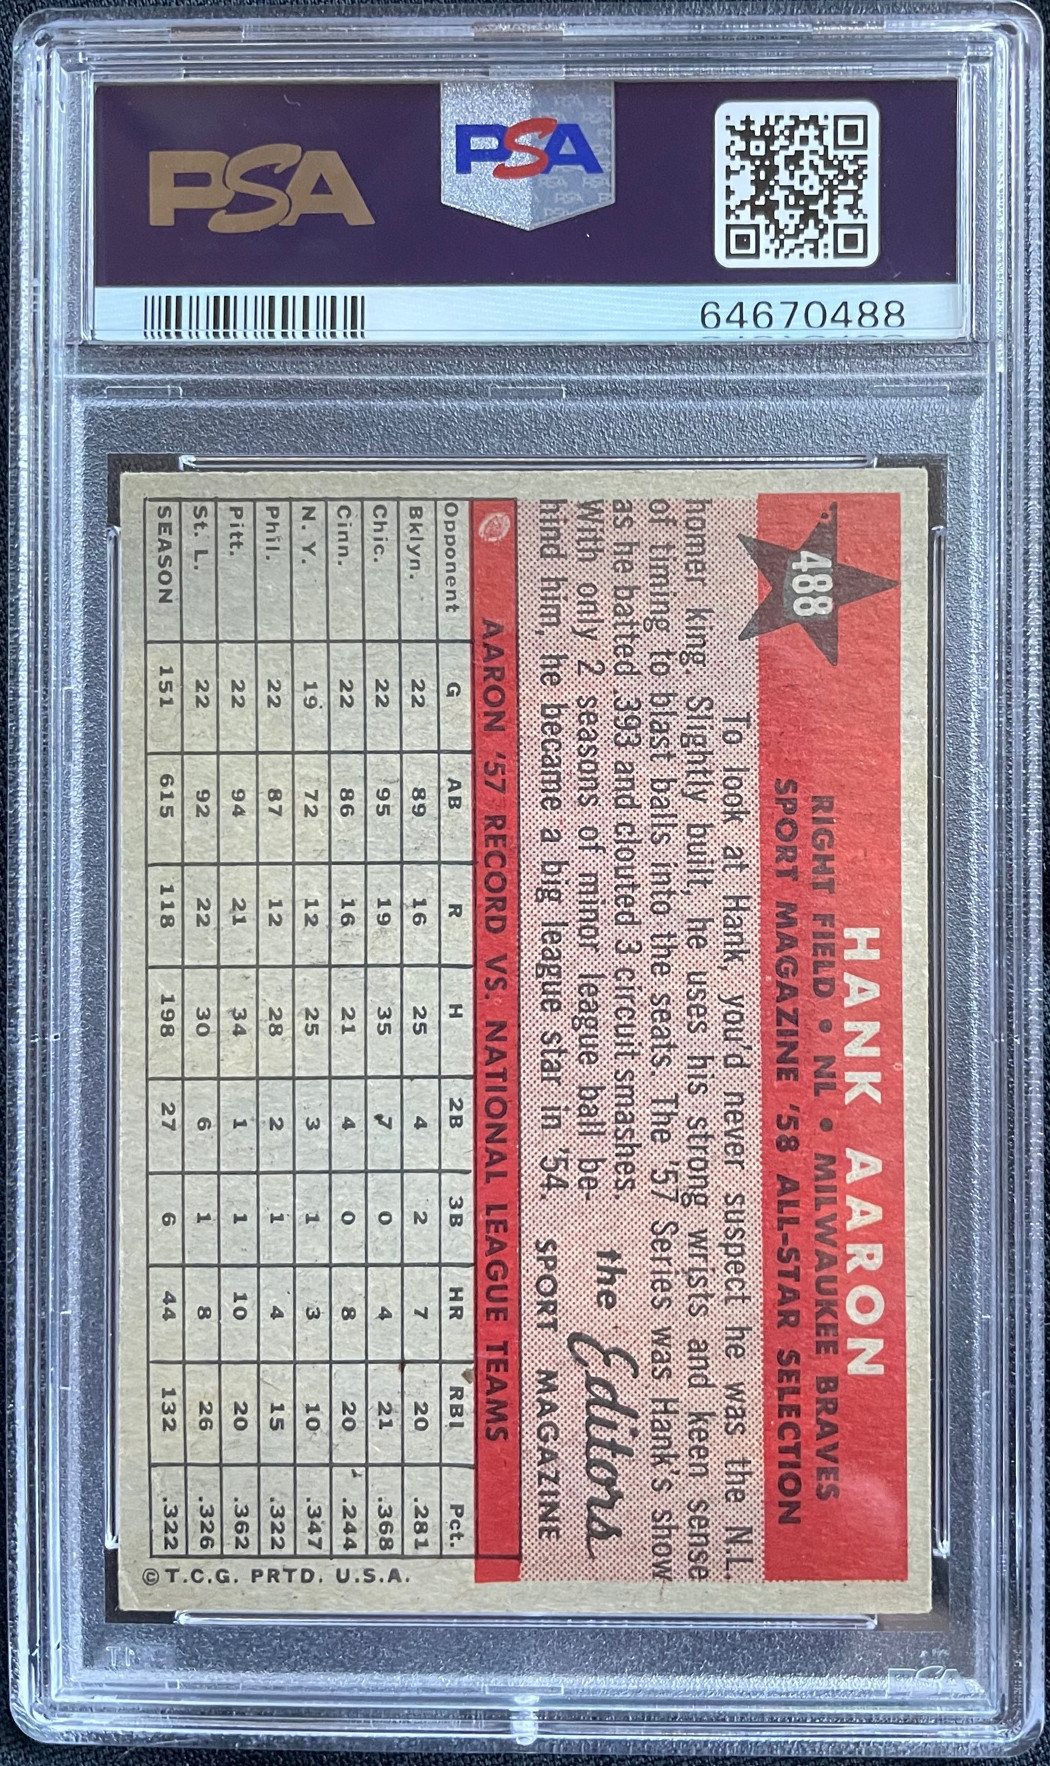 PSA
PSA
64670488
488
HANK AARON
RIGHT FIELD • NL • MILWAUKEE BRAVES
SPORT MAGAZINE '58 ALL-STAR SELECTION
To look at Hank, you'd never suspect he was the N.L.
homer king. Slightly built, he uses his strong wrists and keen sense
of timing to blast balls into the seats. The '57 Series was Hank's show
as he batted .393 and clouted 3 circuit smashes.
With only 2 seasons of minor league ball be-
hind him, he became a big league star in '54.
the Editors
SPORT MAGAZINE
AARON '57 RECORD VS. NATIONAL LEAGUE TEAMS
Opponent G AB R H 2B 3B HR RBI Pct.
Bklyn. 22 89 16 25 4 2 7 20 .281
Chic. 22 95 19 35 7 0 4 21 .368
Cinn. 22 86 16 21 4 0 8 20 .244
N. Y. 19 72 12 25 3 1 3 10 .347
Phil. 22 87 12 28 2 1 4 15 .322
Pitt. 22 94 21 34 1 1 10 20 .362
St. L. 22 92 22 30 6 1 8 26 .326
SEASON 151 615 118 198 27 6 44 132 .322
© T.C.G. PRTD. U.S.A.
PSA